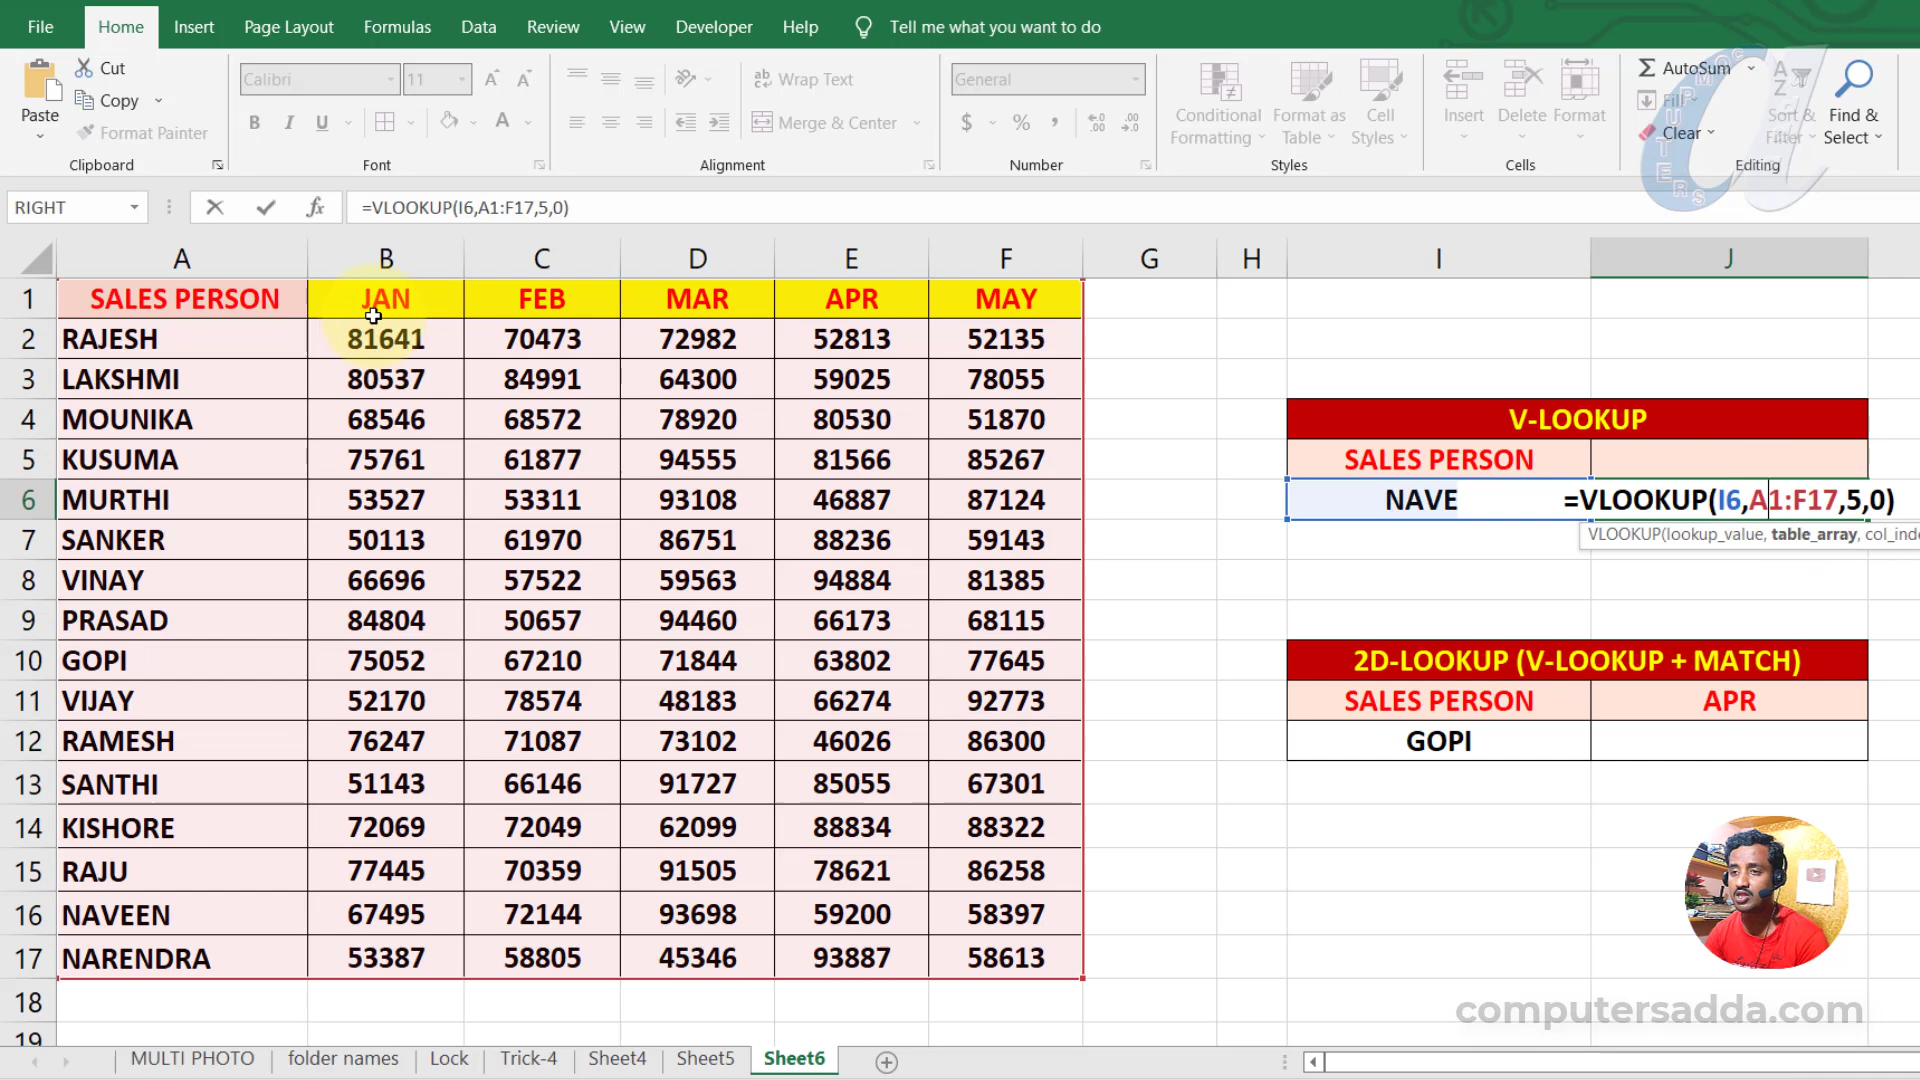 File Home Insert Page Layout Formulas Data Review View Developer Help Tell me what you want to do
Paste Cut Copy Format Painter Clipboard
Calibri 11 B I U A A A Font
ab Wrap Text Merge & Center Alignment
General $ % , Number
Conditional Formatting Format as Table Cell Styles Styles
Insert Delete Format Cells
AutoSum Fill Clear Sort & Filter Find & Select Editing
RIGHT fx =VLOOKUP(I6,A1:F17,5,0)
A B C D E F G H I J
1 SALES PERSON JAN FEB MAR APR MAY
2 RAJESH 81641 70473 72982 52813 52135
3 LAKSHMI 80537 84991 64300 59025 78055
4 MOUNIKA 68546 68572 78920 80530 51870 V-LOOKUP
5 KUSUMA 75761 61877 94555 81566 85267 SALES PERSON
6 MURTHI 53527 53311 93108 46887 87124 NAVE =VLOOKUP(I6,A1:F17,5,0)
VLOOKUP(lookup_value, table_array, col_inde
7 SANKER 50113 61970 86751 88236 59143
8 VINAY 66696 57522 59563 94884 81385
9 PRASAD 84804 50657 94460 66173 68115
10 GOPI 75052 67210 71844 63802 77645 2D-LOOKUP (V-LOOKUP + MATCH)
11 VIJAY 52170 78574 48183 66274 92773 SALES PERSON APR
12 RAMESH 76247 71087 73102 46026 86300 GOPI
13 SANTHI 51143 66146 91727 85055 67301
14 KISHORE 72069 72049 62099 88834 88322
15 RAJU 77445 70359 91505 78621 86258
16 NAVEEN 67495 72144 93698 59200 58397
17 NARENDRA 53387 58805 45346 93887 58613
18 computersadda.com
19
MULTI PHOTO folder names Lock Trick-4 Sheet4 Sheet5 Sheet6